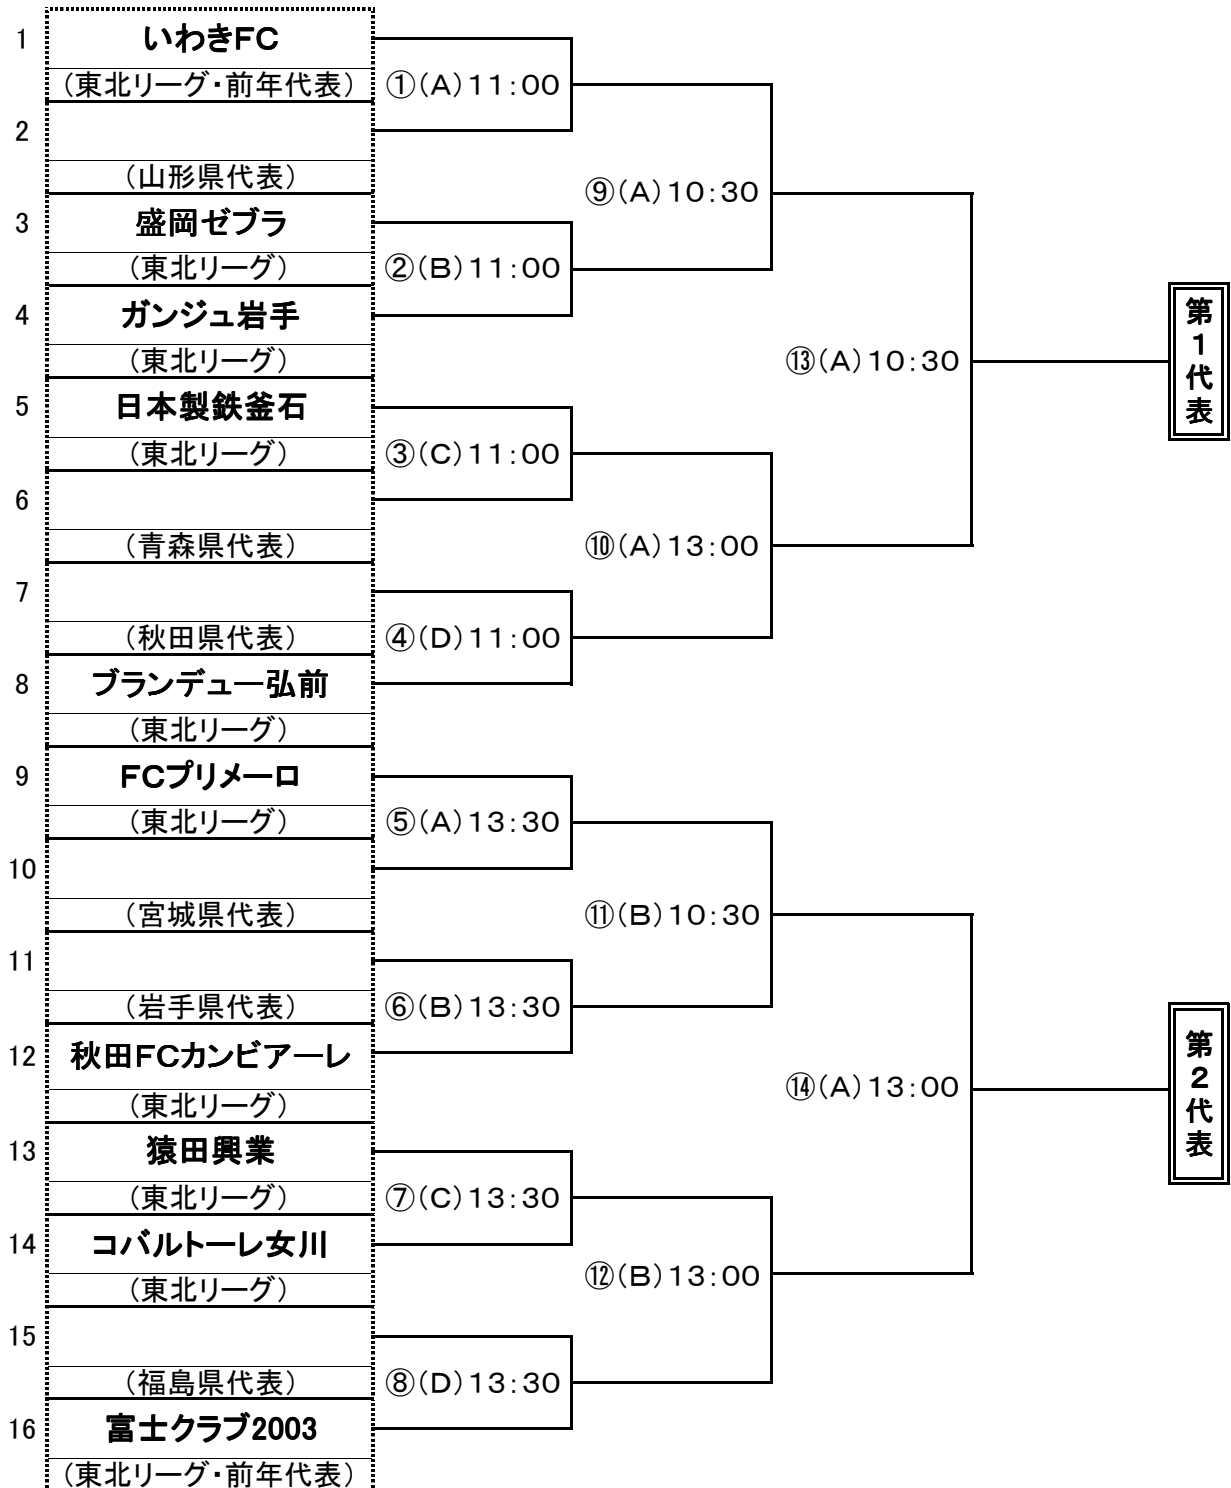 1 いわきFC
(東北リーグ・前年代表)
①(A)11:00
2
(山形県代表)
⑨(A)10:30
3 盛岡ゼブラ
(東北リーグ)
②(B)11:00
4 ガンジュ岩手
(東北リーグ)
⑬(A)10:30
第1代表
5 日本製鉄釜石
(東北リーグ)
③(C)11:00
6
(青森県代表)
⑩(A)13:00
7
(秋田県代表)
④(D)11:00
8 ブランデュー弘前
(東北リーグ)
9 FCプリメーロ
(東北リーグ)
⑤(A)13:30
10
(宮城県代表)
⑪(B)10:30
11
(岩手県代表)
⑥(B)13:30
12 秋田FCカンビアーレ
(東北リーグ)
⑭(A)13:00
第2代表
13 猿田興業
(東北リーグ)
⑦(C)13:30
14 コバルトーレ女川
(東北リーグ)
⑫(B)13:00
15
(福島県代表)
⑧(D)13:30
16 富士クラブ2003
(東北リーグ・前年代表)